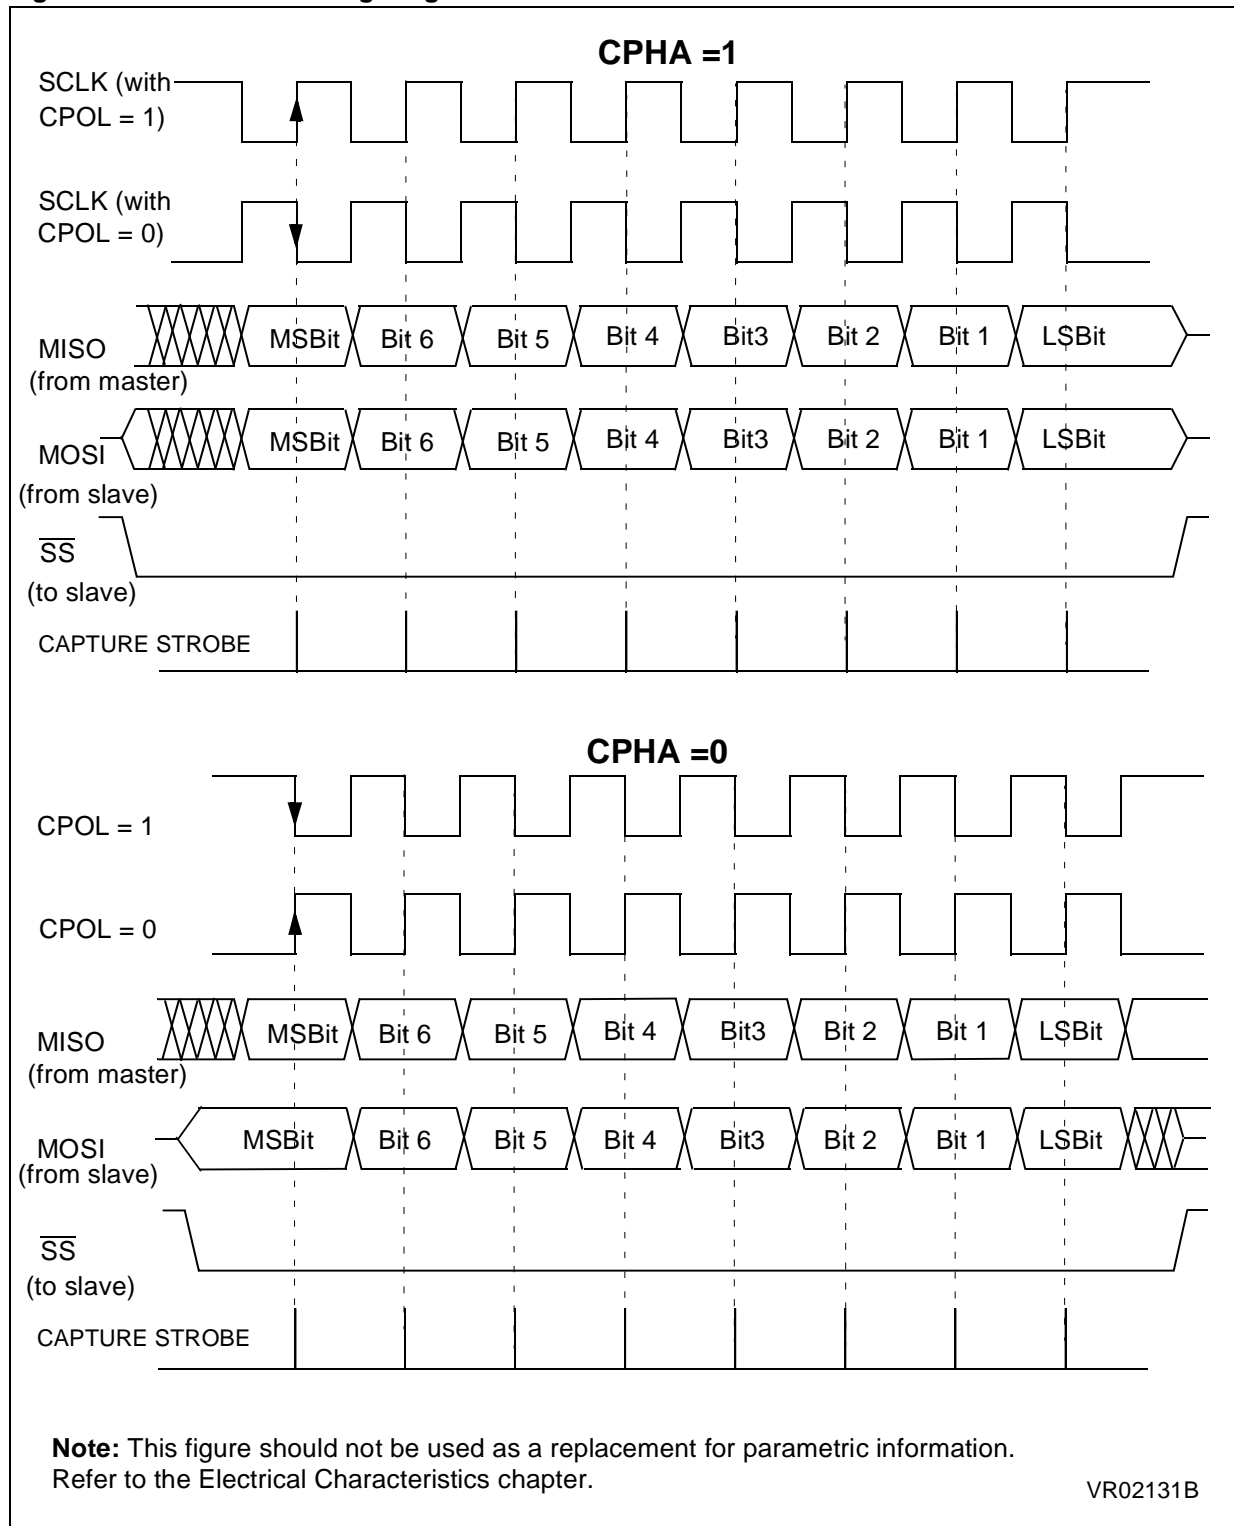 CPHA =1
SCLK (with
CPOL = 1)
SCLK (with
CPOL = 0)
MISO
(from master)
MSBit Bit 6 Bit 5 Bit 4 Bit3 Bit 2 Bit 1 LSBit
MOSI
(from slave)
MSBit Bit 6 Bit 5 Bit 4 Bit3 Bit 2 Bit 1 LSBit
SS
(to slave)
CAPTURE STROBE
CPHA =0
CPOL = 1
CPOL = 0
MISO
(from master)
MSBit Bit 6 Bit 5 Bit 4 Bit3 Bit 2 Bit 1 LSBit
MOSI
(from slave)
MSBit Bit 6 Bit 5 Bit 4 Bit3 Bit 2 Bit 1 LSBit
SS
(to slave)
CAPTURE STROBE
Note: This figure should not be used as a replacement for parametric information.
Refer to the Electrical Characteristics chapter.
VR02131B